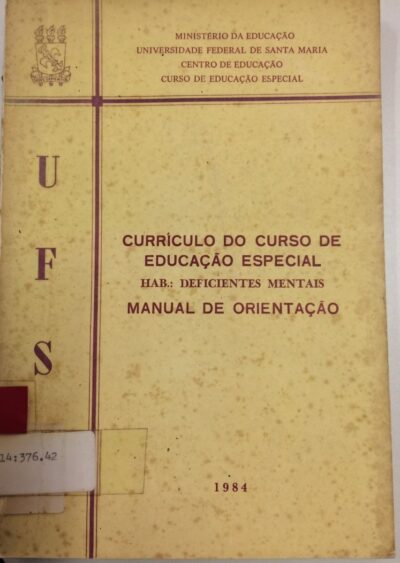 MINISTÉRIO DA EDUCAÇÃO
UNIVERSIDADE FEDERAL DE SANTA MARIA
CENTRO DE EDUCAÇÃO
CURSO DE EDUCAÇÃO ESPECIAL
U
F
S
CURRÍCULO DO CURSO DE
EDUCAÇÃO ESPECIAL
HAB.: DEFICIENTES MENTAIS
MANUAL DE ORIENTAÇÃO
14:376.42
1984